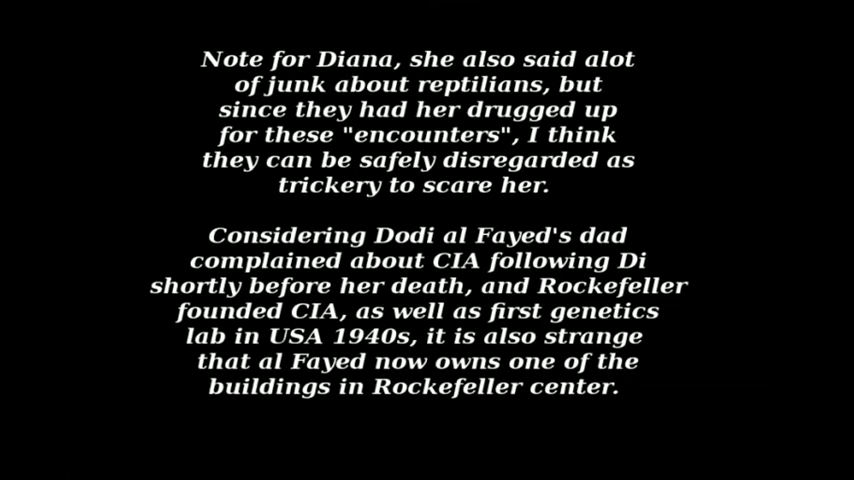 Note for Diana, she also said alot
of junk about reptilians, but
since they had her drugged up
for these "encounters", I think
they can be safely disregarded as
trickery to scare her.
Considering Dodi al Fayed's dad
complained about CIA following Di
shortly before her death, and Rockefeller
founded CIA, as well as first genetics
lab in USA 1940s, it is also strange
that al Fayed now owns one of the
buildings in Rockefeller center.